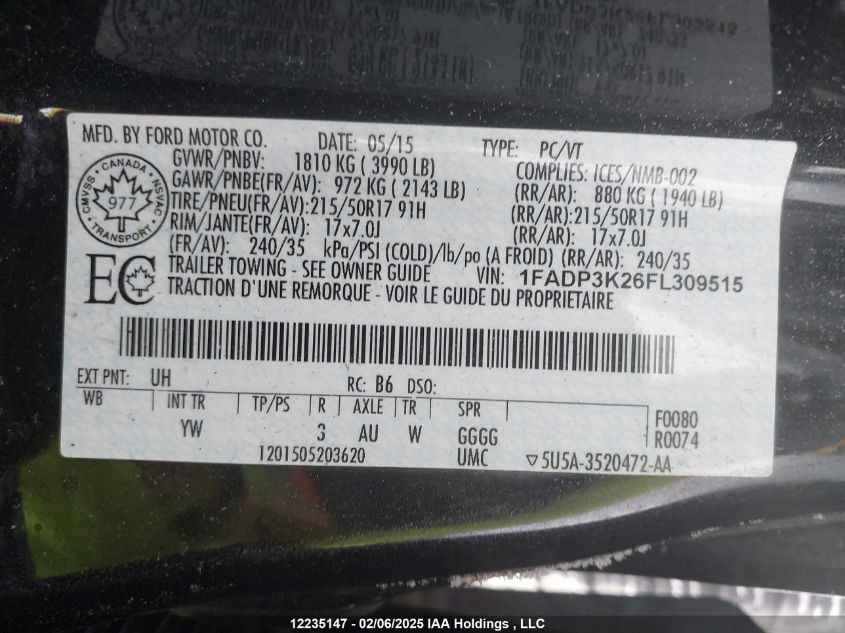 MFD. BY FORD MOTOR CO. DATE: 05/15 TYPE: PC/VT
GVWR/PNBV: 1810 KG ( 3990 LB) COMPLIES: ICES/NMB-002
GAWR/PNBE(FR/AV): 972 KG ( 2143 LB) (RR/AR): 880 KG ( 1940 LB)
TIRE/PNEU(FR/AV):215/50R17 91H (RR/AR):215/50R17 91H
RIM/JANTE(FR/AV): 17x7.0J (RR/AR): 17x7.0J
(FR/AV): 240/35 kPa/PSI (COLD)/lb/po (A FROID) (RR/AR): 240/35
TRAILER TOWING - SEE OWNER GUIDE VIN: 1FADP3K26FL309515
TRACTION D'UNE REMORQUE - VOIR LE GUIDE DU PROPRIETAIRE
CANADA
CMVSS 977 NSVAC
TRANSPORT
EC
EXT PNT: UH RC: B6 DSO:
WB INT TR TP/PS R AXLE TR SPR F0080
YW 3 AU W GGGG R0074
1201505203620 UMC ▽5U5A-3520472-AA
12235147 - 02/06/2025 IAA Holdings , LLC